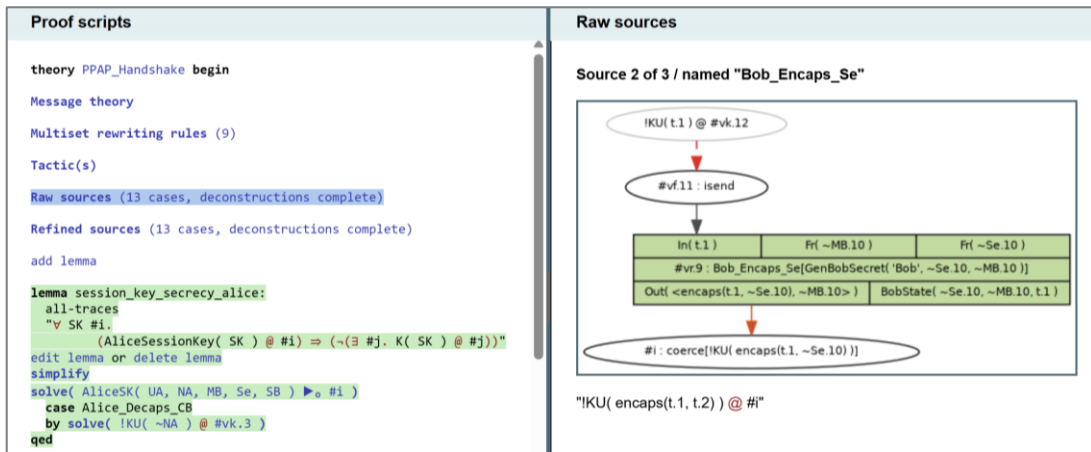 Proof scripts
theory PPAP_Handshake begin
Message theory
Multiset rewriting rules (9)
Tactic(s)
Raw sources (13 cases, deconstructions complete)
Refined sources (13 cases, deconstructions complete)
add lemma
lemma session_key_secrecy_alice:
all-traces
"∀ SK #i.
(AliceSessionKey( SK ) @ #i) ⇒ (¬(∃ #j. K( SK ) @ #j))"
edit lemma or delete lemma
simplify
solve( AliceSK( UA, NA, MB, Se, SB ) ▶₀ #i )
case Alice_Decaps_CB
by solve( !KU( ~NA ) @ #vk.3 )
qed
Raw sources
Source 2 of 3 / named "Bob_Encaps_Se"
!KU( t.1 ) @ #vk.12
#vf.11 : isend
In( t.1 ) Fr( ~MB.10 ) Fr( ~Se.10 )
#vr.9 : Bob_Encaps_Se[GenBobSecret( 'Bob', ~Se.10, ~MB.10 )]
Out( <encaps(t.1, ~Se.10), ~MB.10> ) BobState( ~Se.10, ~MB.10, t.1 )
#i : coerce[!KU( encaps(t.1, ~Se.10) )]
"!KU( encaps(t.1, t.2) ) @ #i"